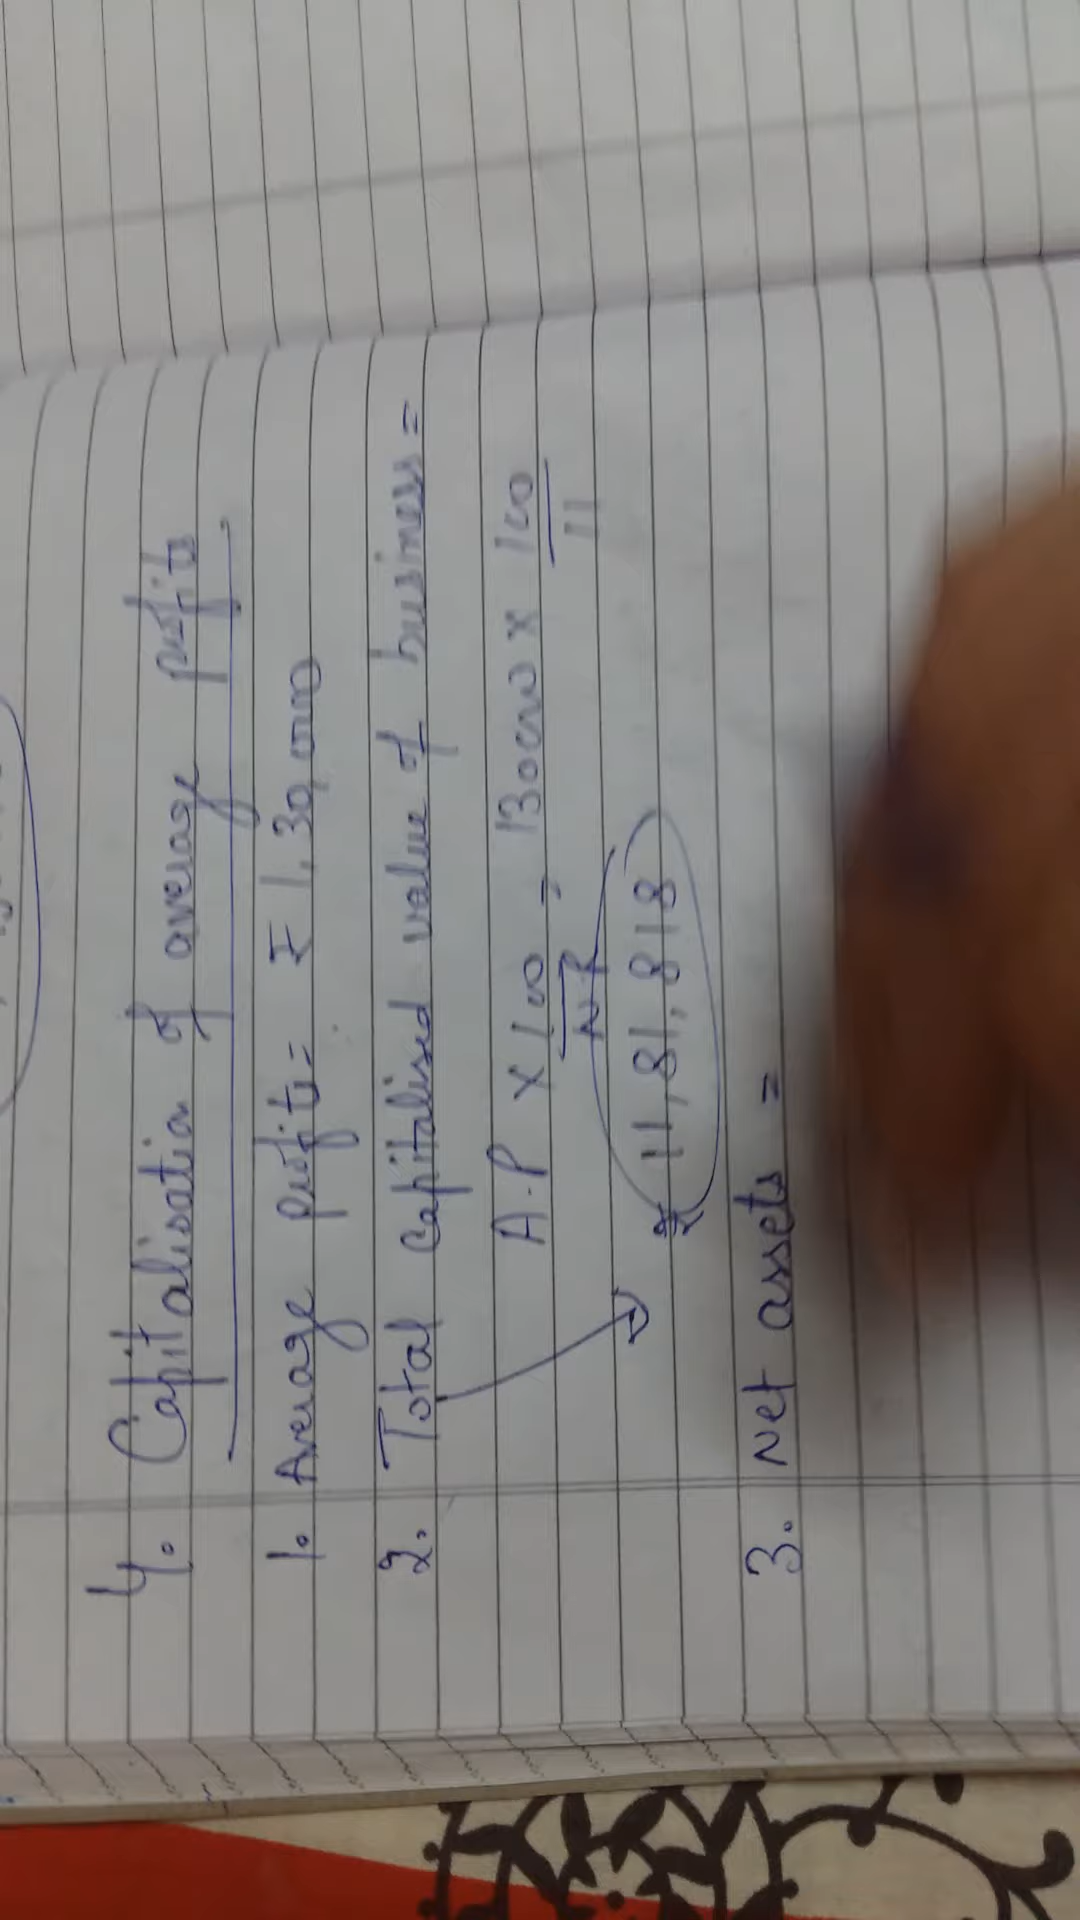 4. Capitalisation of average profits
1. Average profits = ₹ 1,30,000
2. Total capitalised value of business =
A.P × 100 = 130000 × 100
NR 11
₹ 11,81,818
3. Net assets =